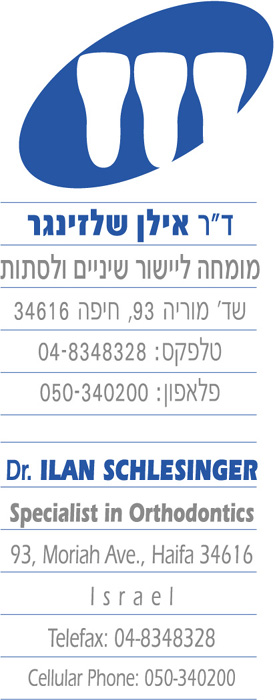 ד"ר אילן שלזינגר
מומחה ליישור שיניים ולסתות
שד' מוריה 93, חיפה 34616
טלפקס: 04-8348328
פלאפון: 050-340200
Dr. ILAN SCHLESINGER
Specialist in Orthodontics
93, Moriah Ave., Haifa 34616
Israel
Telefax: 04-8348328
Cellular Phone: 050-340200